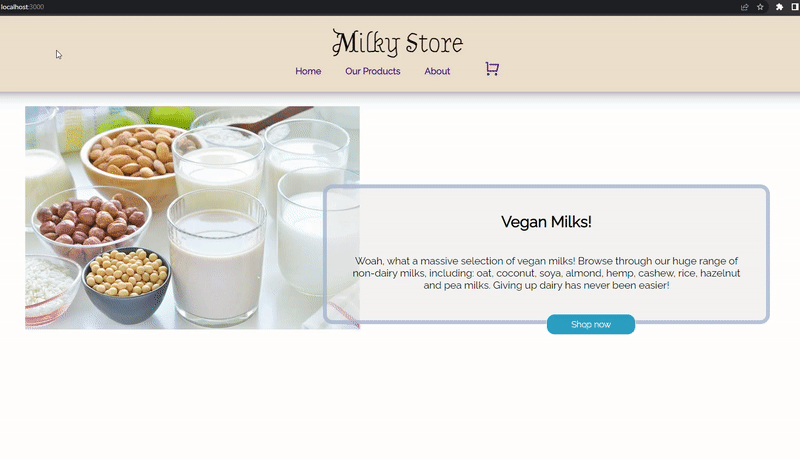 localhost:3000
Milky Store
Home Our Products About
Vegan Milks!
Woah, what a massive selection of vegan milks! Browse through our huge range of
non-dairy milks, including: oat, coconut, soya, almond, hemp, cashew, rice, hazelnut
and pea milks. Giving up dairy has never been easier!
Shop now